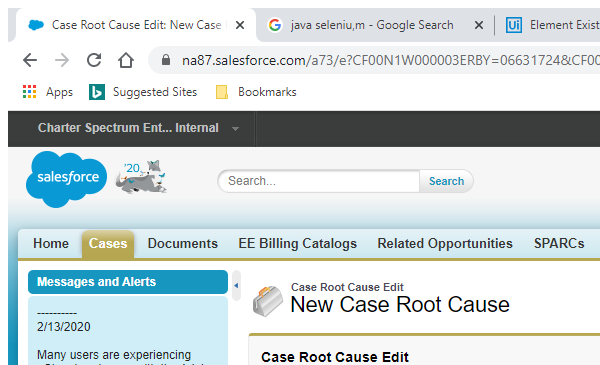 Case Root Cause Edit: New Case
java seleniu,m - Google Search
Ui
Element Exist
na87.salesforce.com/a73/e?CF00N1W000003ERBY=06631724&CF00
Apps
Suggested Sites
Bookmarks
Charter Spectrum Ent... Internal
salesforce
'20
Search...
Search
Home
Cases
Documents
EE Billing Catalogs
Related Opportunities
SPARCs
Messages and Alerts
----------
2/13/2020
Many users are experiencing
Case Root Cause Edit
New Case Root Cause
Case Root Cause Edit